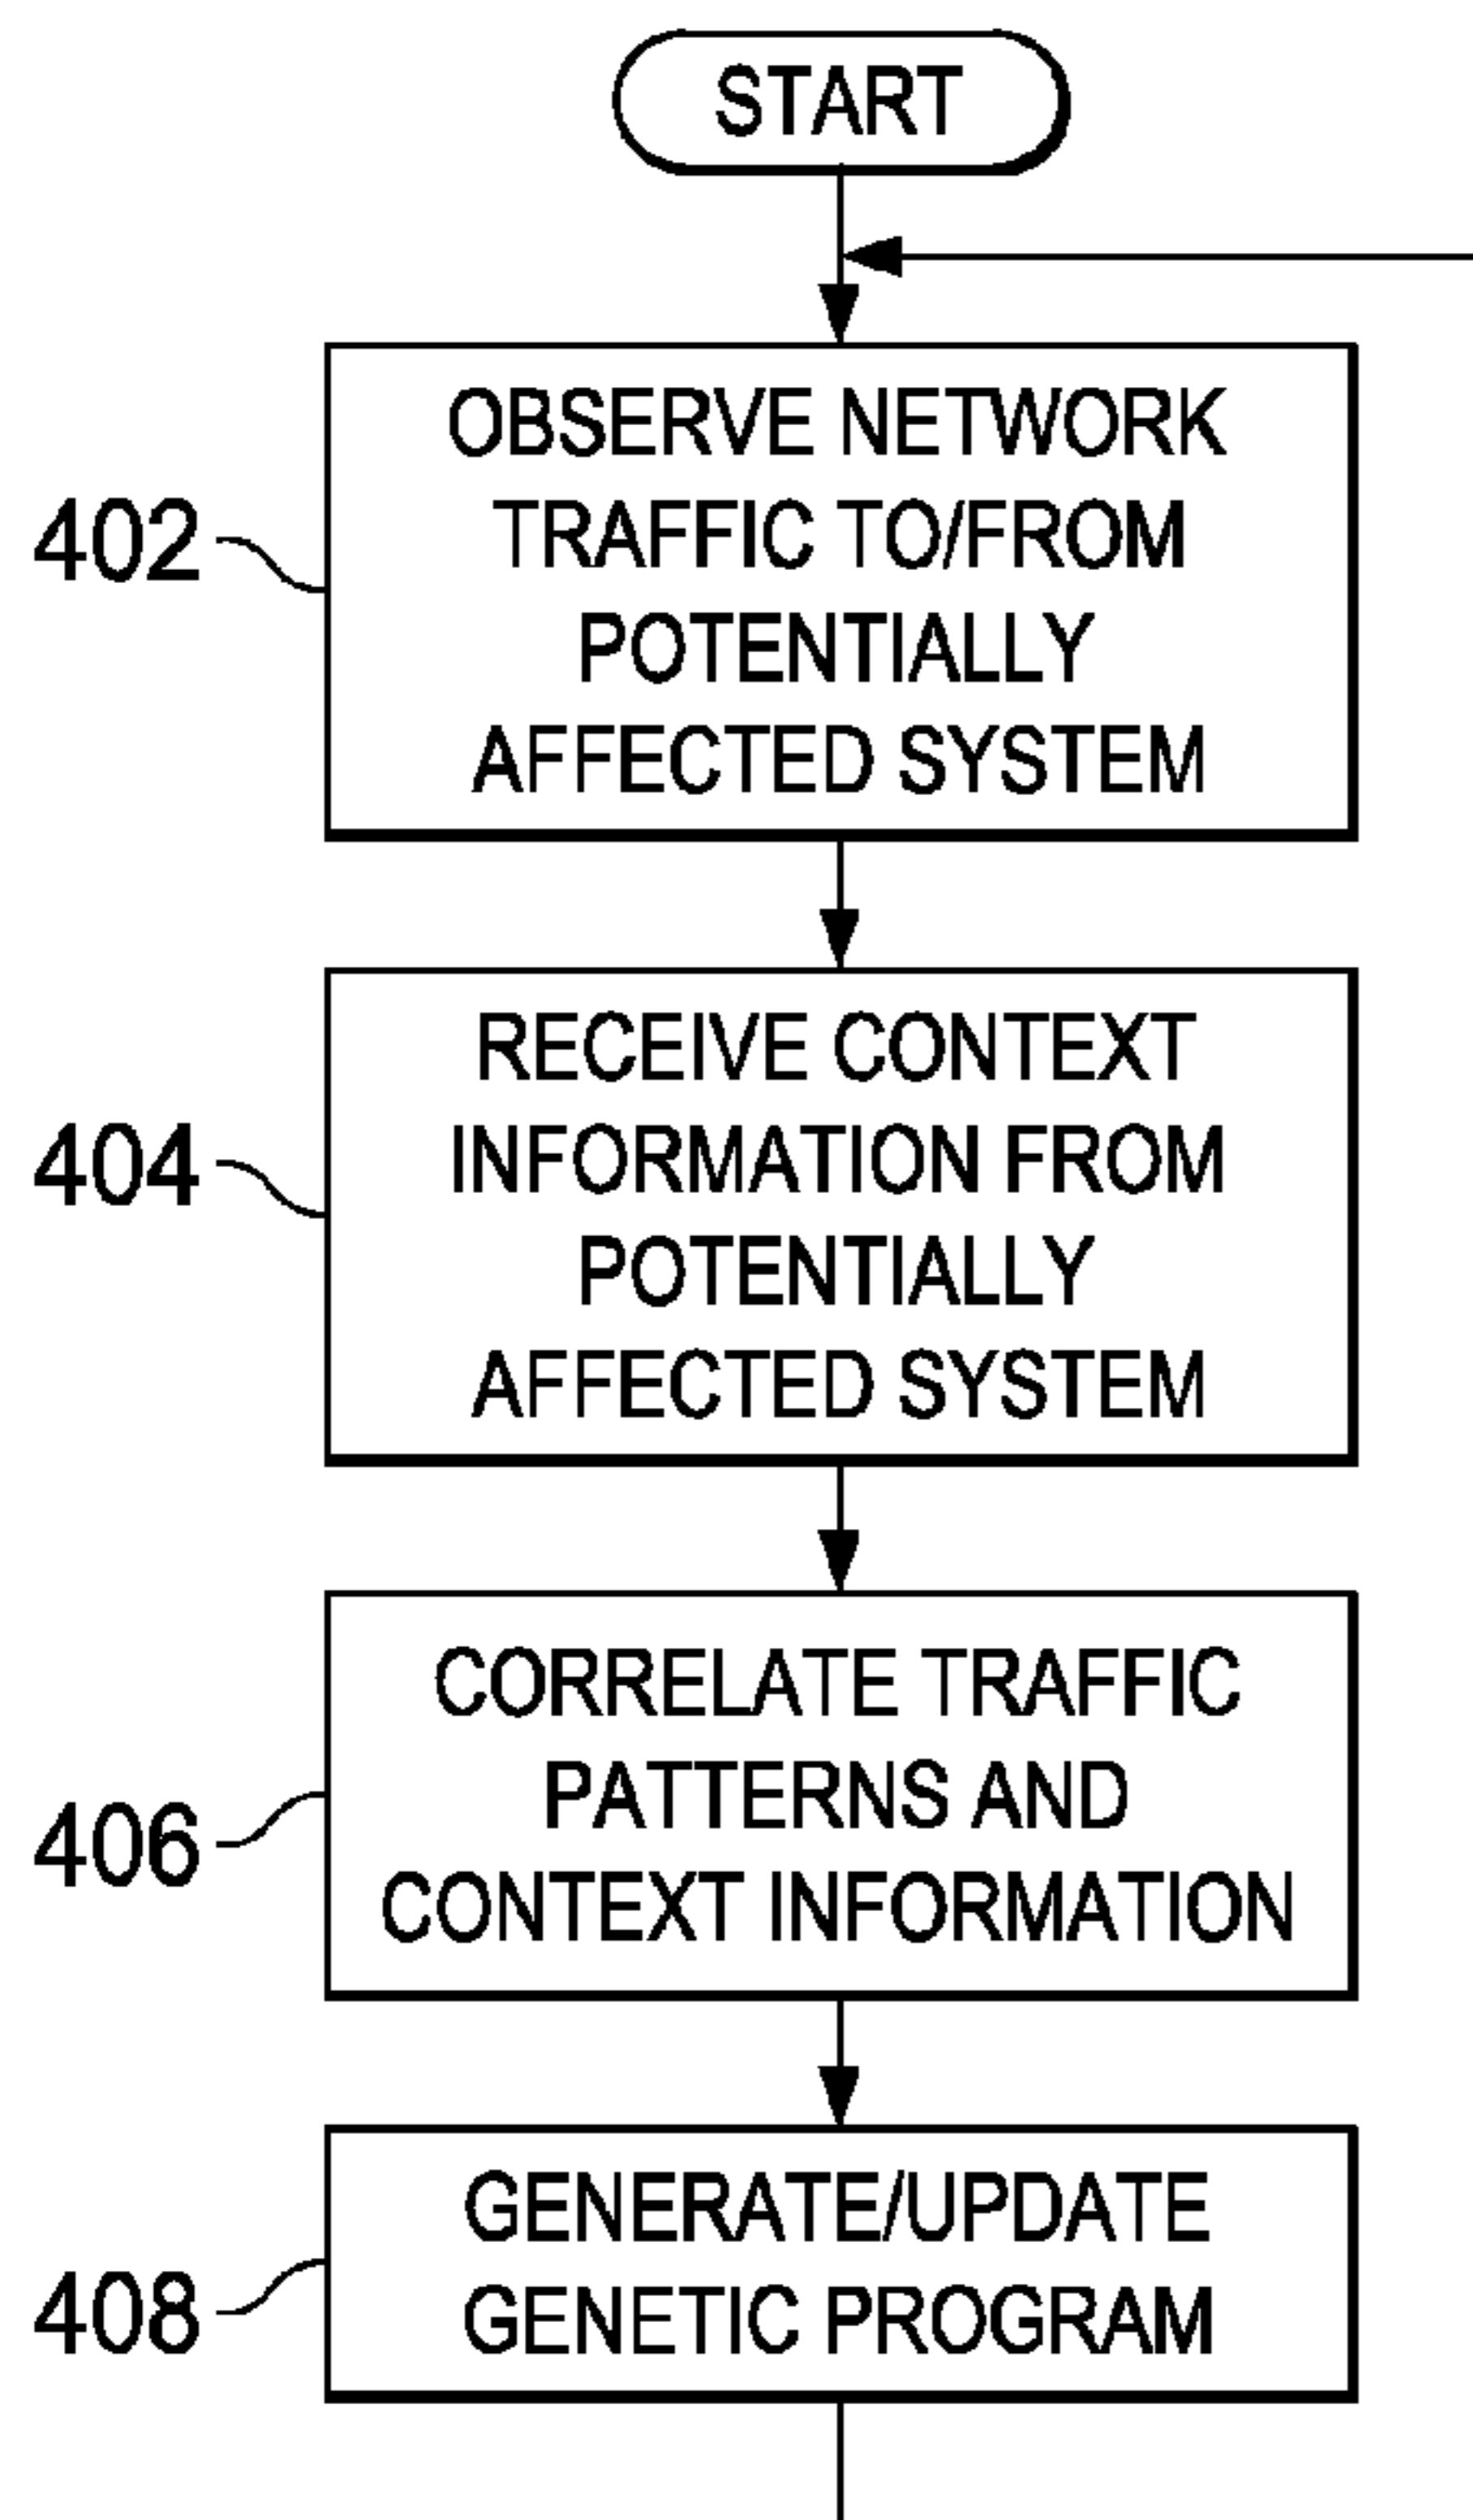 START
OBSERVE NETWORK
TRAFFIC TO/FROM
POTENTIALLY
AFFECTED SYSTEM
402
RECEIVE CONTEXT
INFORMATION FROM
POTENTIALLY
AFFECTED SYSTEM
404
CORRELATE TRAFFIC
PATTERNS AND
CONTEXT INFORMATION
406
GENERATE/UPDATE
GENETIC PROGRAM
408